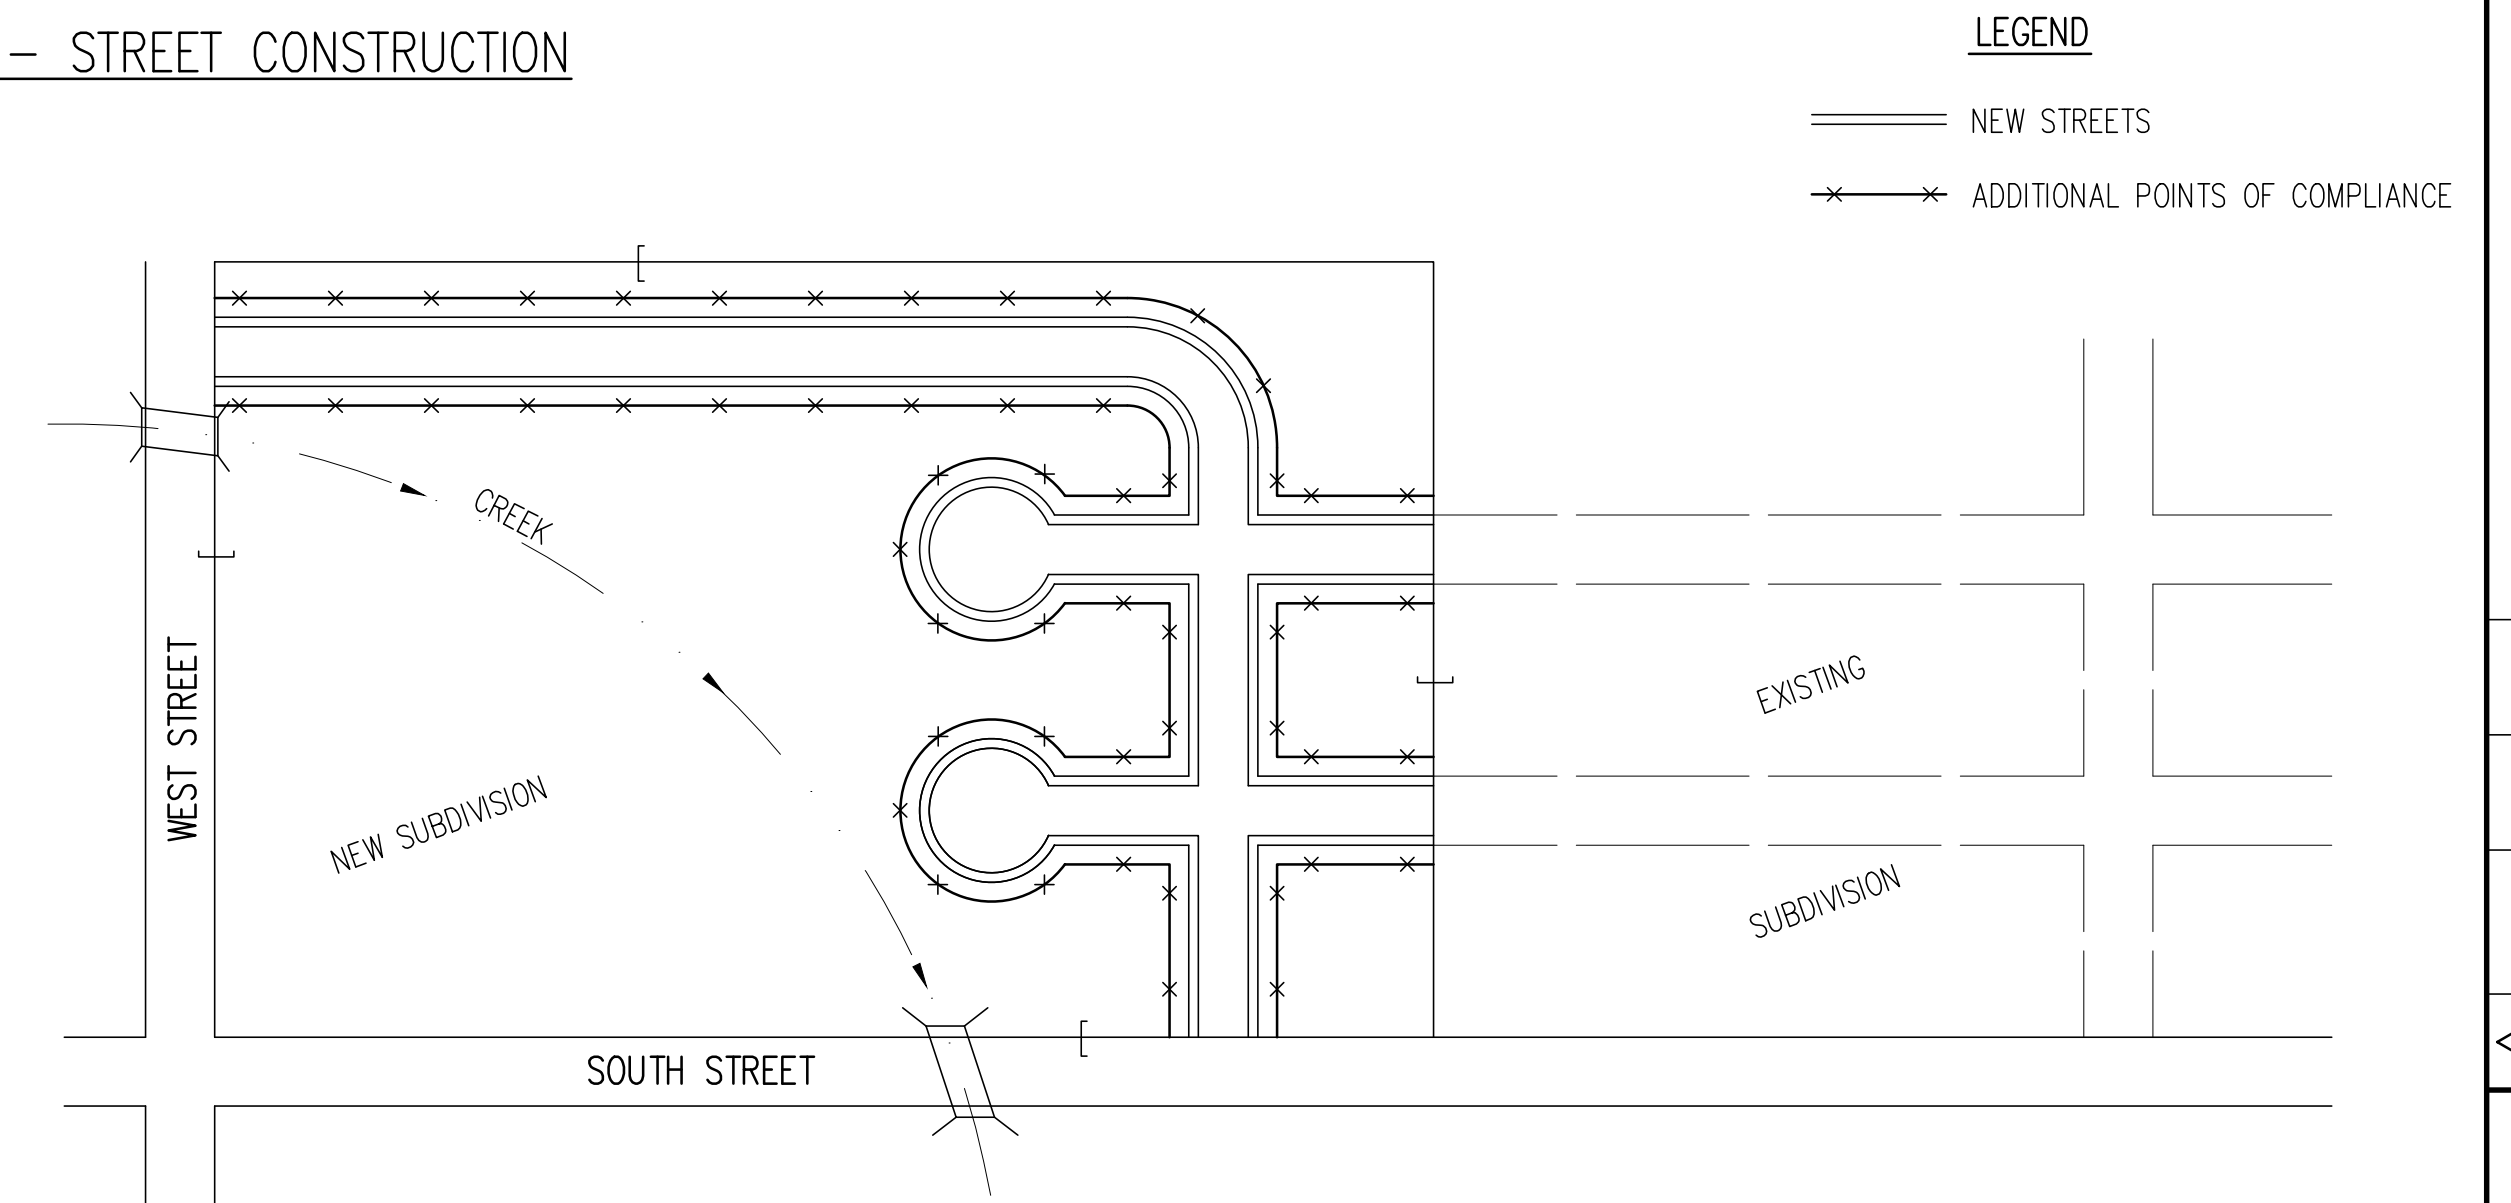 - STREET CONSTRUCTION
LEGEND
NEW STREETS
ADDITIONAL POINTS OF COMPLIANCE
CREEK
WEST STREET
NEW SUBDIVISION
EXISTING
SUBDIVISION
SOUTH STREET